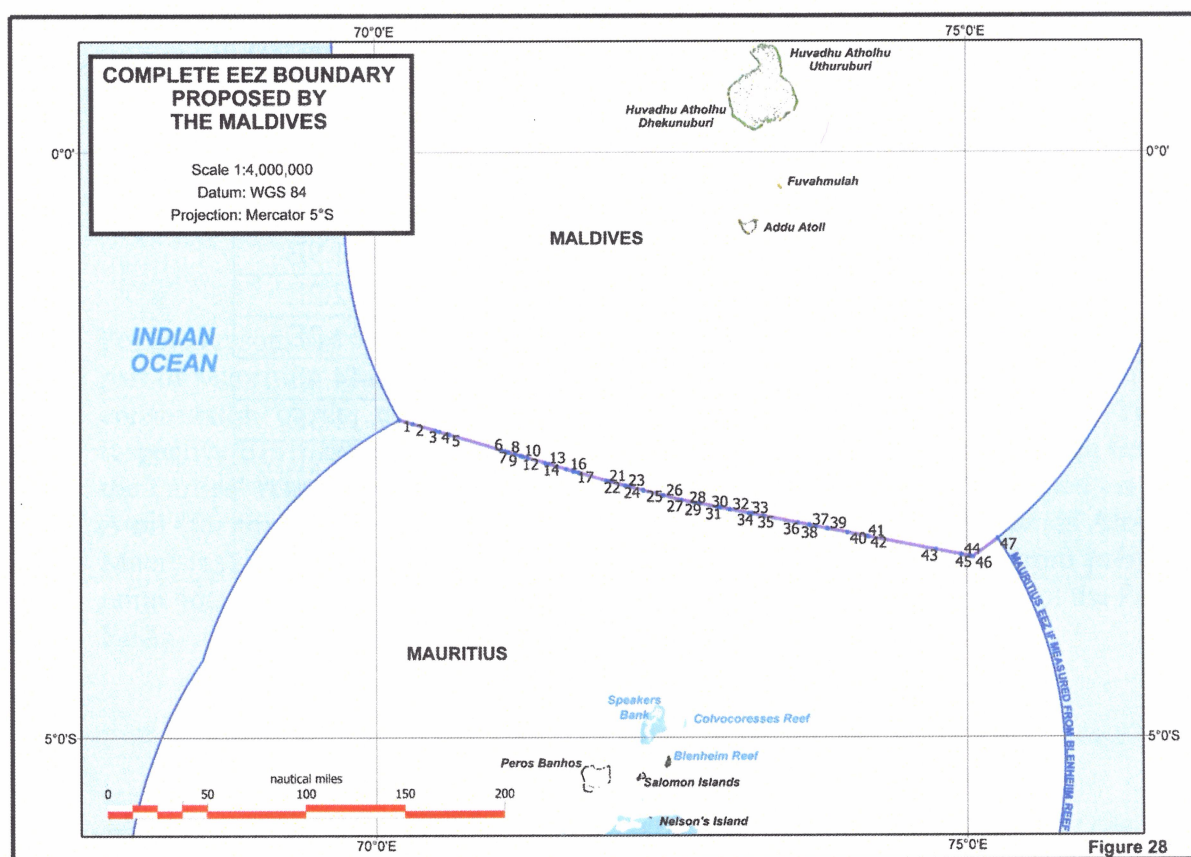 70°0'E
75°0'E
COMPLETE EEZ BOUNDARY
PROPOSED BY
THE MALDIVES
Scale 1:4,000,000
Datum: WGS 84
Projection: Mercator 5°S
Huvadhu Atholhu
Uthuruburi
Huvadhu Atholhu
Dhekunuburi
0°0'
0°0'
Fuvahmulah
Addu Atoll
MALDIVES
INDIAN
OCEAN
1 2 3 4 5
6 8 10 13 16
7 9 12 14 17
21 23 26 28 30 32 33
22 24 25 27 29 31 34 35
37 39 41
36 38 40 42
43 44 47
45 46
MAURITIUS EEZ IF MEASURED FROM BLENHEIM REEF
MAURITIUS
Speakers
Bank
Colvocoresses Reef
5°0'S
5°0'S
Blenheim Reef
Peros Banhos
Salomon Islands
nautical miles
0 50 100 150 200
Nelson's Island
70°0'E
75°0'E
Figure 28